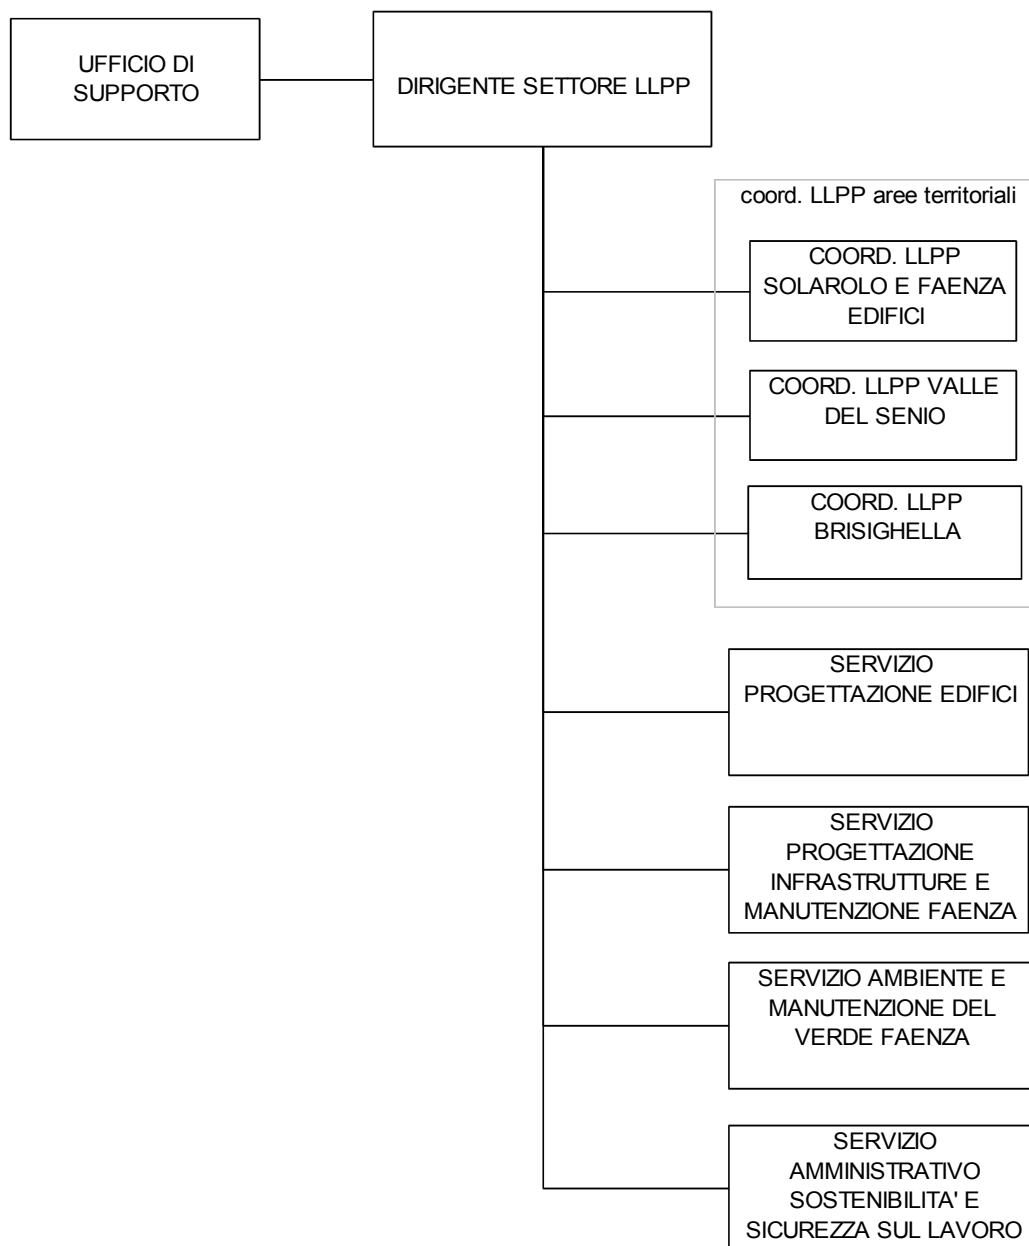 UFFICIO DI
SUPPORTO
DIRIGENTE SETTORE LLPP
coord. LLPP aree territoriali
COORD. LLPP
SOLAROLO E FAENZA
EDIFICI
COORD. LLPP VALLE
DEL SENIO
COORD. LLPP
BRISIGHELLA
SERVIZIO
PROGETTAZIONE EDIFICI
SERVIZIO
PROGETTAZIONE
INFRASTRUTTURE E
MANUTENZIONE FAENZA
SERVIZIO AMBIENTE E
MANUTENZIONE DEL
VERDE FAENZA
SERVIZIO
AMMINISTRATIVO
SOSTENIBILITA' E
SICUREZZA SUL LAVORO